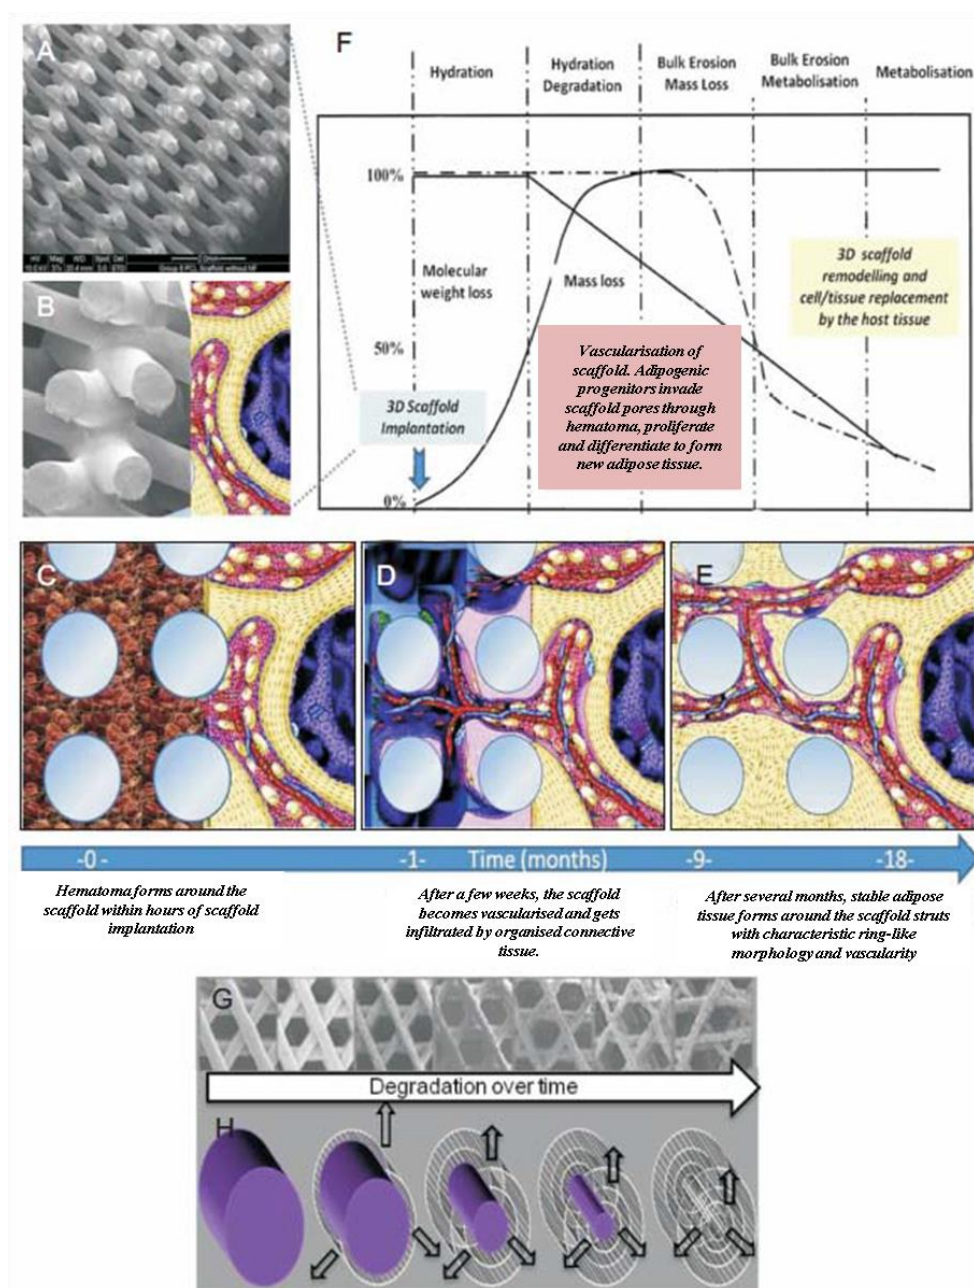 A
F
Hydration
Hydration
Degradation
Bulk Erosion
Mass Loss
Bulk Erosion
Metabolisation
Metabolisation
100%
Molecular
weight loss
Mass loss
3D scaffold
remodelling and
cell/tissue replacement
by the host tissue
50%
Vascularisation of
scaffold. Adipogenic
progenitors invade
scaffold pores through
hematoma, proliferate
and differentiate to form
new adipose tissue.
3D Scaffold
Implantation
0%
HV Mag WD Spot Det
B
C
D
E
-0-
-1-
Time (months)
-9-
-18-
Hematoma forms around the
scaffold within hours of scaffold
implantation
After a few weeks, the scaffold
becomes vascularised and gets
infiltrated by organised connective
tissue.
After several months, stable adipose
tissue forms around the scaffold struts
with characteristic ring-like
morphology and vascularity
G
Degradation over time
H